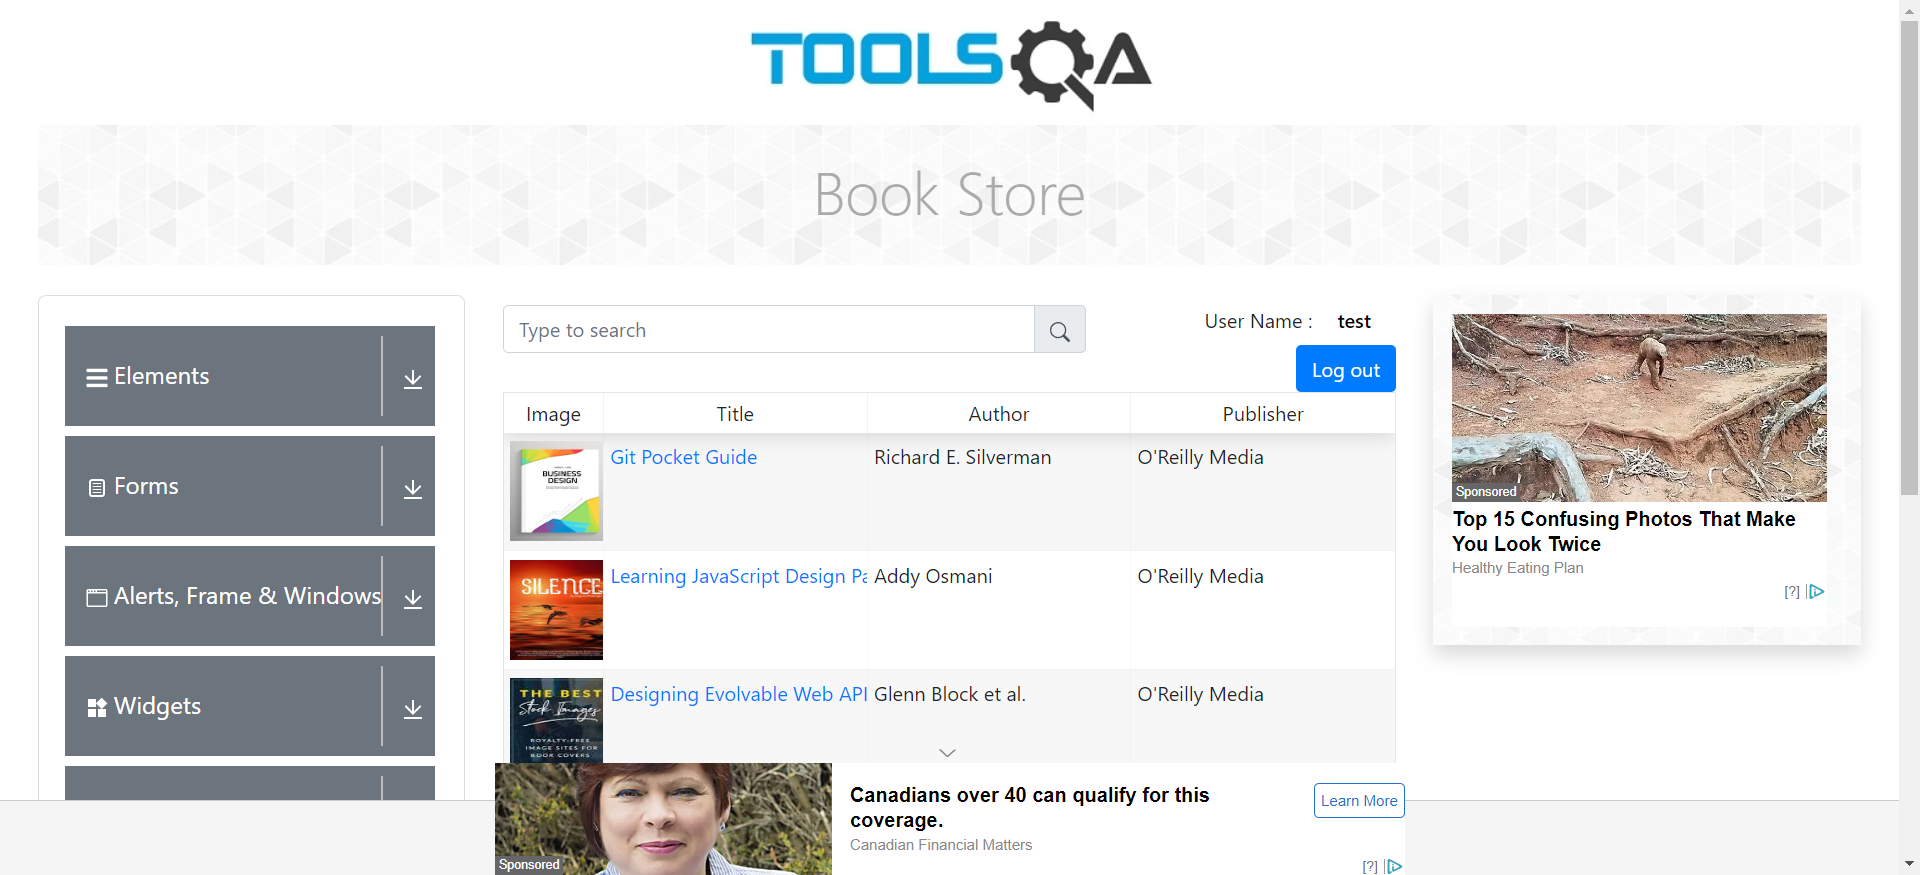 TOOLSQA
Book Store
Elements
Forms
Alerts, Frame & Windows
Widgets
Type to search
User Name : test
Log out
Image Title Author Publisher
BUSINESS
DESIGN
Git Pocket Guide Richard E. Silverman O'Reilly Media
SILENCE
Learning JavaScript Design Pa Addy Osmani O'Reilly Media
THE BEST
Stock Images
ROYALTY-FREE
IMAGE SITES FOR
BOOK COVERS
Designing Evolvable Web API Glenn Block et al. O'Reilly Media
Sponsored
Top 15 Confusing Photos That Make
You Look Twice
Healthy Eating Plan
[?]
Sponsored
Canadians over 40 can qualify for this
coverage.
Canadian Financial Matters
Learn More
[?]